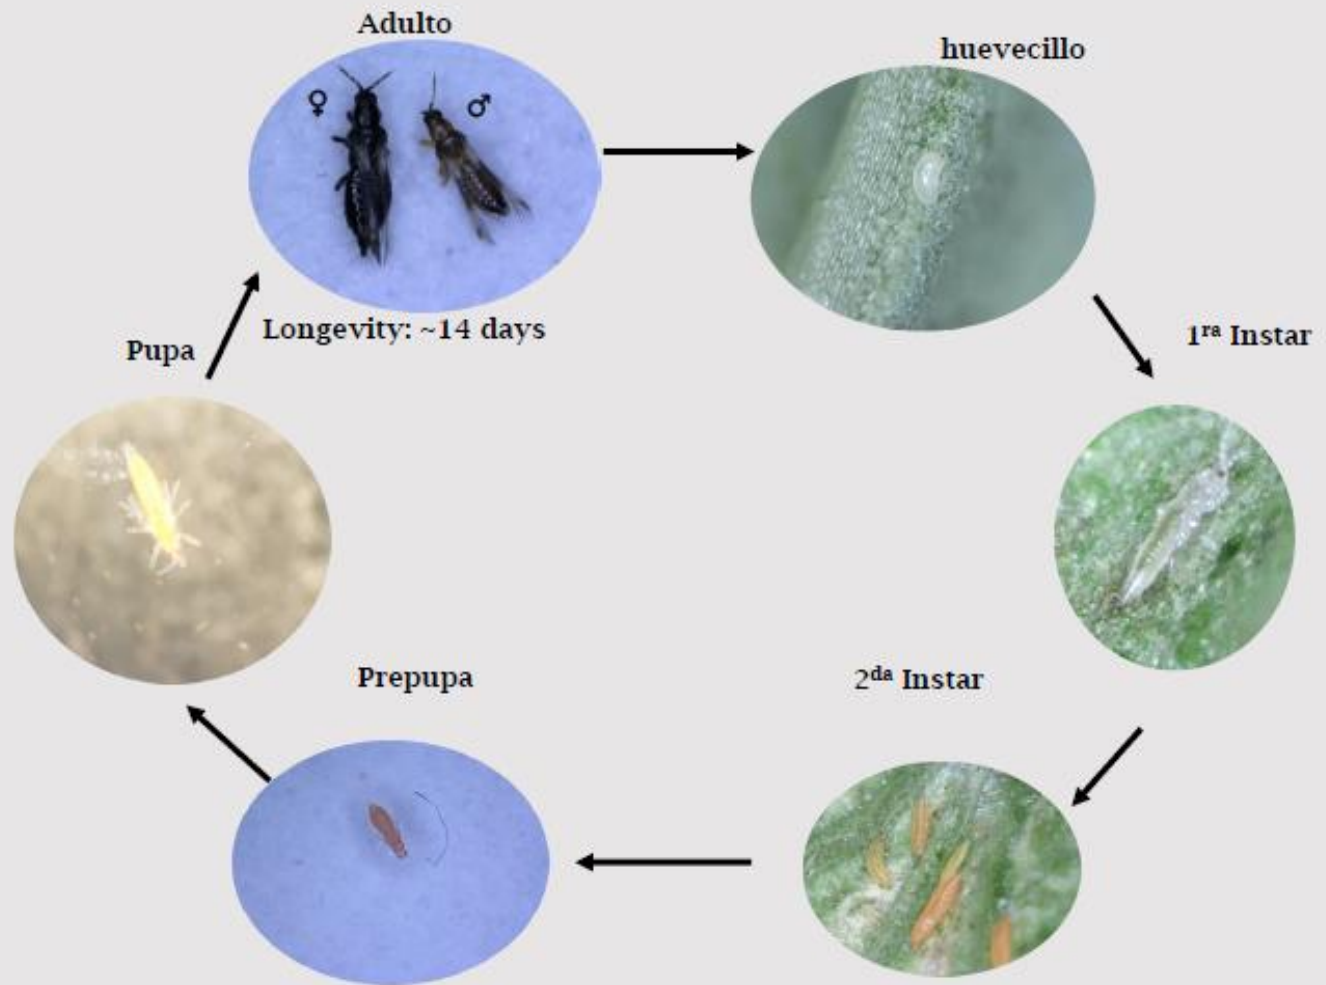 Adulto
♀ ♂
Longevity: ~14 days
huevecillo
1ra Instar
2da Instar
Prepupa
Pupa